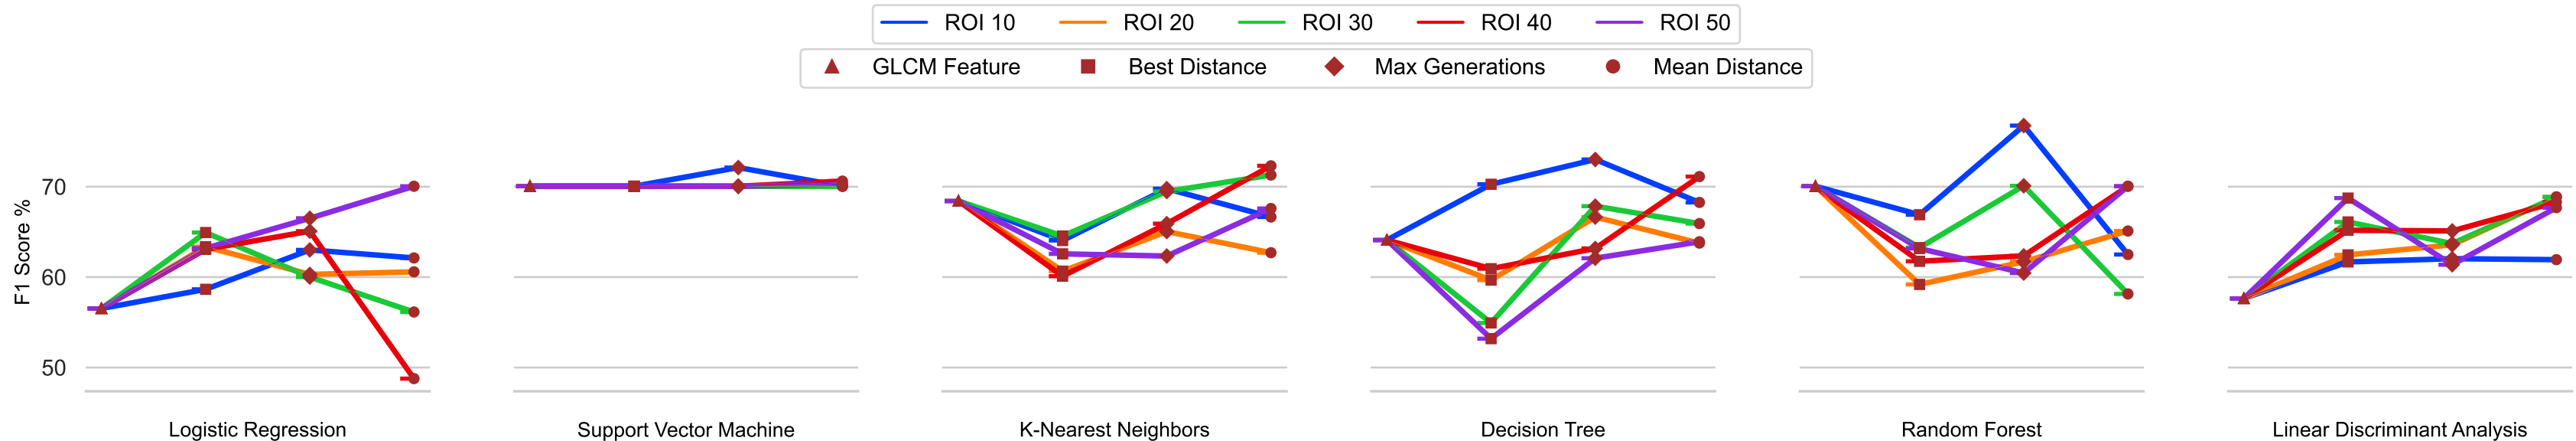 ROI 10 ROI 20 ROI 30 ROI 40 ROI 50
GLCM Feature Best Distance Max Generations Mean Distance
F1 Score %
70
60
50
Logistic Regression Support Vector Machine K-Nearest Neighbors Decision Tree Random Forest Linear Discriminant Analysis